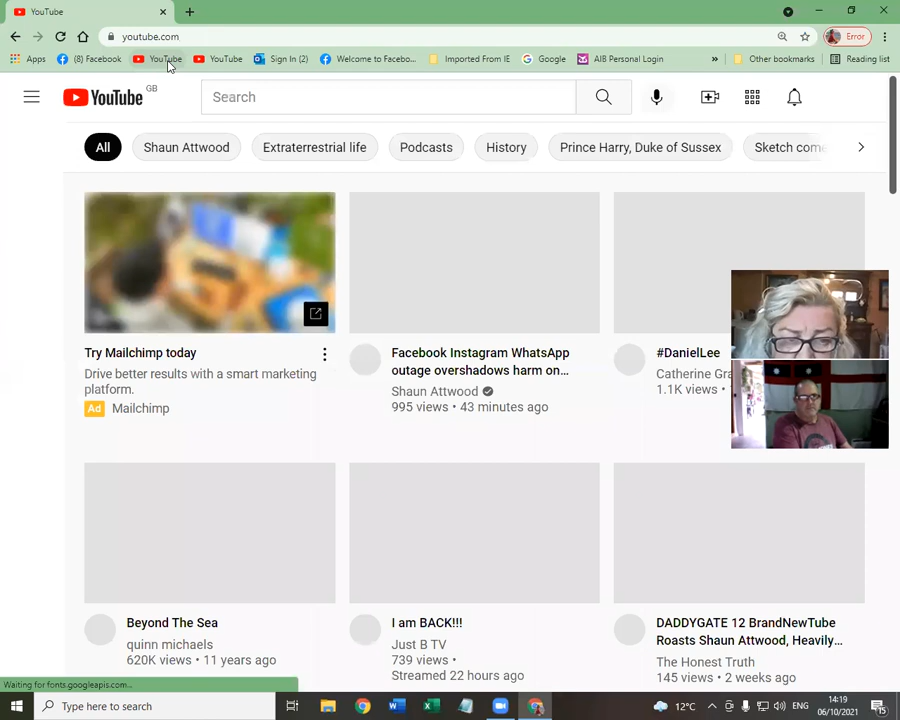 YouTube
youtube.com
Error
Apps
(8) Facebook
YouTube
YouTube
Sign In (2)
Welcome to Facebo...
Imported From IE
Google
AIB Personal Login
»
Other bookmarks
Reading list
YouTube GB
Search
All
Shaun Attwood
Extraterrestrial life
Podcasts
History
Prince Harry, Duke of Sussex
Sketch come
Try Mailchimp today
Drive better results with a smart marketing
platform.
Ad Mailchimp
Facebook Instagram WhatsApp
outage overshadows harm on...
Shaun Attwood
995 views • 43 minutes ago
#DanielLee
Catherine Gra
1.1K views •
Beyond The Sea
quinn michaels
620K views • 11 years ago
I am BACK!!!
Just B TV
739 views •
Streamed 22 hours ago
DADDYGATE 12 BrandNewTube
Roasts Shaun Attwood, Heavily...
The Honest Truth
145 views • 2 weeks ago
Waiting for fonts.googleapis.com...
Type here to search
12°C
ENG
14:19
06/10/2021
15